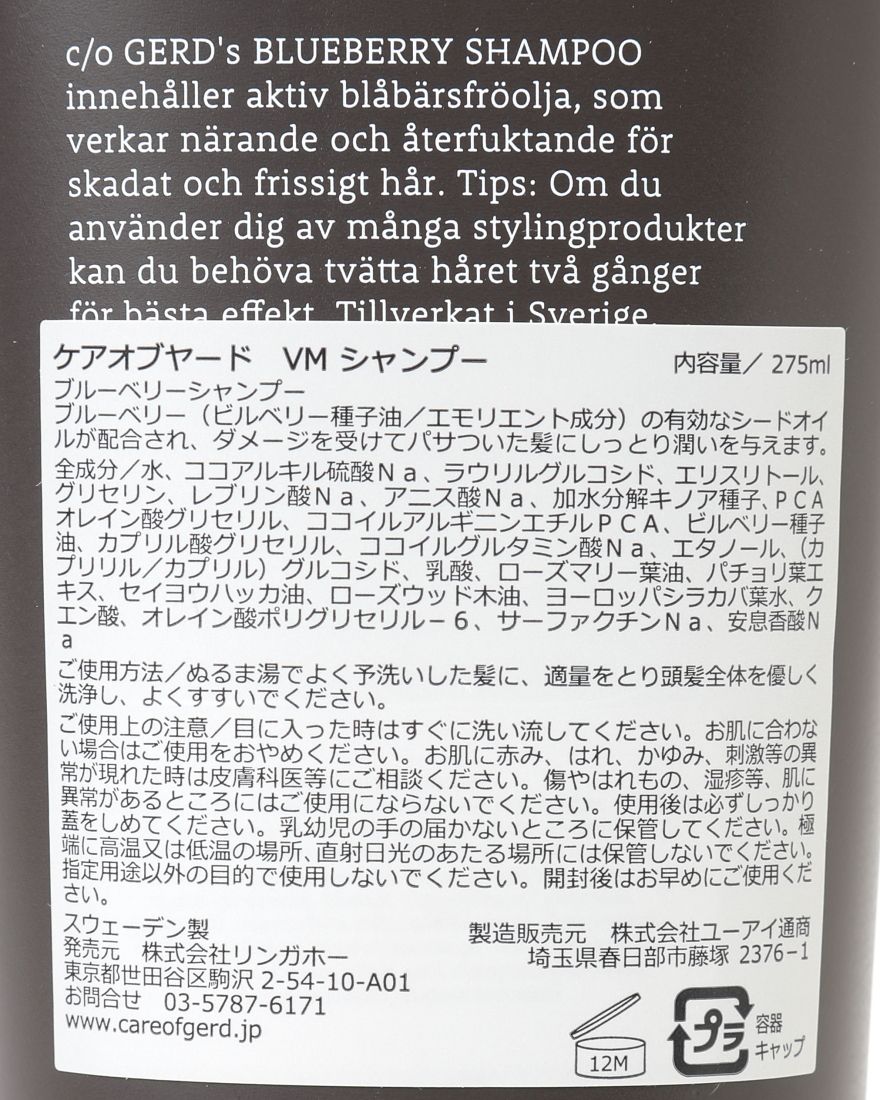 c/o GERD's BLUEBERRY SHAMPOO
innehåller aktiv blåbärsfröolja, som
verkar närande och återfuktande för
skadat och frissigt hår. Tips: Om du
använder dig av många stylingprodukter
kan du behöva tvätta håret två gånger
för bästa effekt. Tillverkat i Sverige.
ケアオブヤード　VM シャンプー　内容量／ 275ml
ブルーベリーシャンプー
ブルーベリー（ビルベリー種子油／エモリエント成分）の有効なシードオイ
ルが配合され、ダメージを受けてパサついた髪にしっとり潤いを与えます。
全成分／水、ココアルキル硫酸Ｎａ、ラウリルグルコシド、エリスリトール、
グリセリン、レブリン酸Ｎａ、アニス酸Ｎａ、加水分解キノア種子、ＰＣＡ
オレイン酸グリセリル、ココイルアルギニンエチルＰＣＡ、ビルベリー種子
油、カプリル酸グリセリル、ココイルグルタミン酸Ｎａ、エタノール、（カ
プリリル／カプリル）グルコシド、乳酸、ローズマリー葉油、パチョリ葉エ
キス、セイヨウハッカ油、ローズウッド木油、ヨーロッパシラカバ葉水、ク
エン酸、オレイン酸ポリグリセリル－６、サーファクチンＮａ、安息香酸Ｎ
ａ
ご使用方法／ぬるま湯でよく予洗いした髪に、適量をとり頭髪全体を優しく
洗浄し、よくすすいでください。
ご使用上の注意／目に入った時はすぐに洗い流してください。お肌に合わな
い場合はご使用をおやめください。お肌に赤み、はれ、かゆみ、刺激等の異
常が現れた時は皮膚科医等にご相談ください。傷やはれもの、湿疹等、肌に
異常があるところにはご使用にならないでください。使用後は必ずしっかり
蓋をしめてください。乳幼児の手の届かないところに保管してください。極
端に高温又は低温の場所、直射日光のあたる場所には保管しないでください。
指定用途以外の目的で使用しないでください。開封後はお早めにご使用くだ
さい。
スウェーデン製
発売元　株式会社リンガホー
東京都世田谷区駒沢 2-54-10-A01
お問合せ　03-5787-6171
www.careofgerd.jp
製造販売元　株式会社ユーアイ通商
埼玉県春日部市藤塚 2376-1
12M
プラ
容器
キャップ